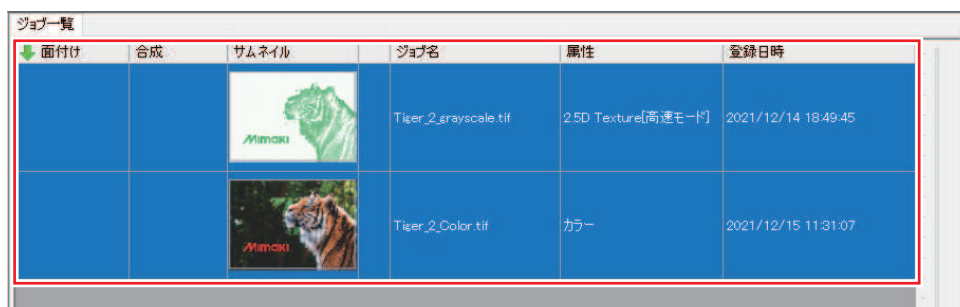 ジョブ一覧
面付け 合成 サムネイル ジョブ名 属性 登録日時
Mimaki
Tiger_2_grayscale.tif 2.5D Texture[高速モード] 2021/12/14 18:49:45
Mimaki
Tiger_2_Color.tif カラー 2021/12/15 11:31:07